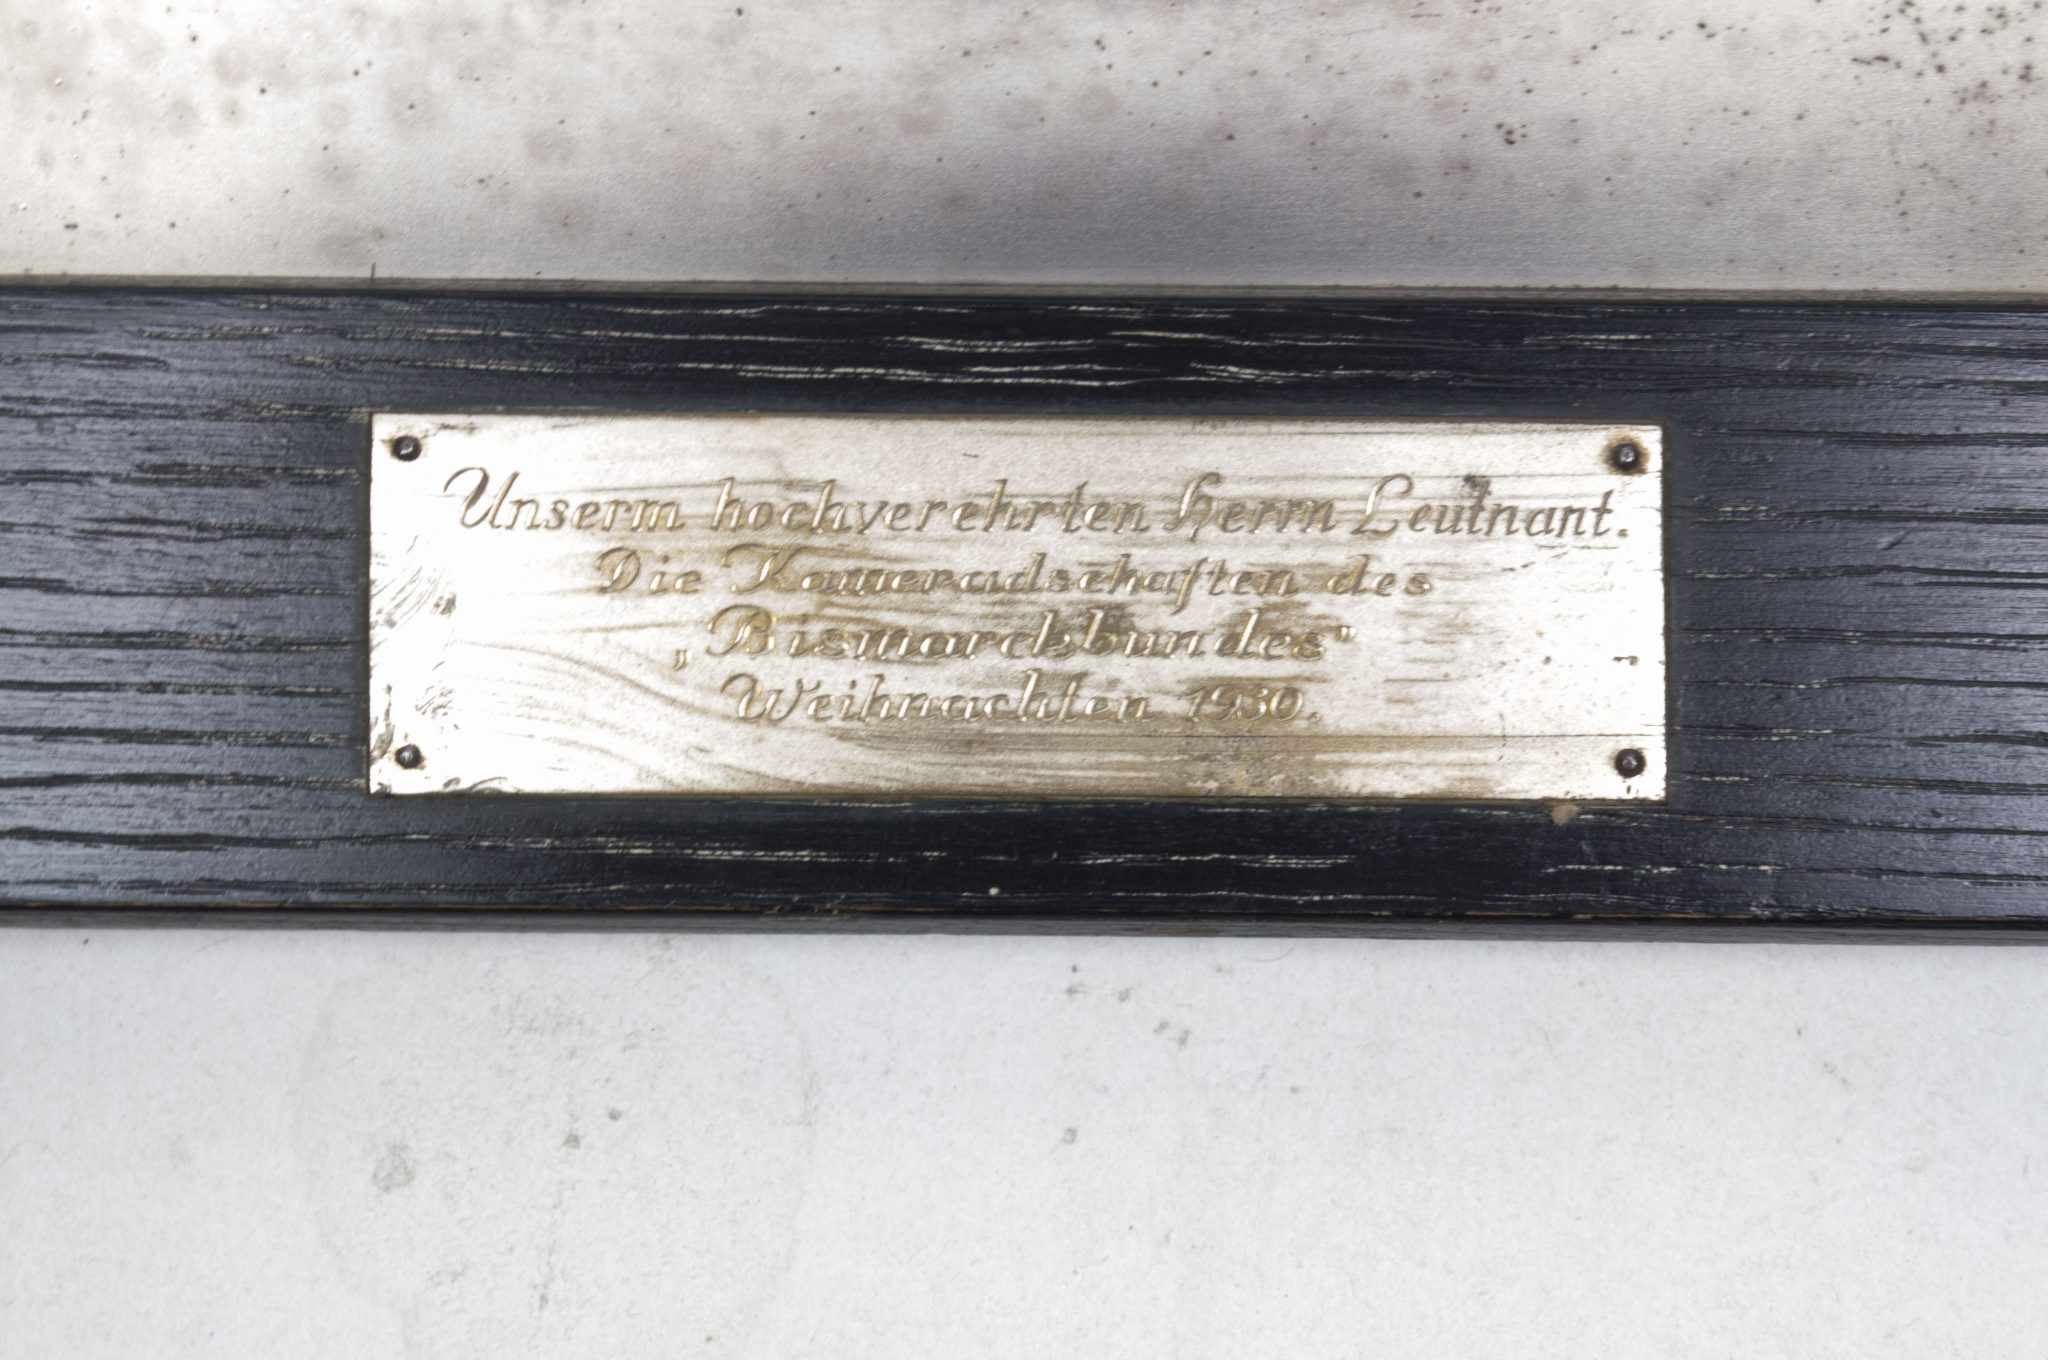 Unserm hochverehrten Herrn Leutnant.
Die Kameradschaften des
„Bismarckbundes"
Weihnachten 1930.